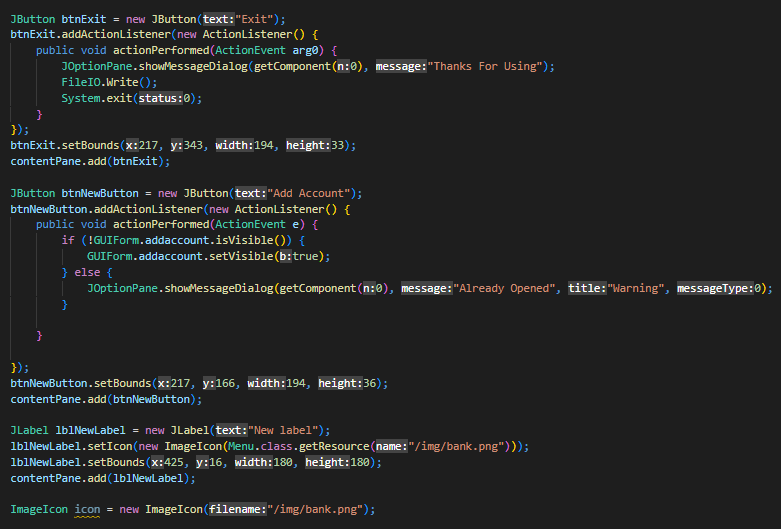 JButton btnExit = new JButton(text:"Exit");
btnExit.addActionListener(new ActionListener() {
public void actionPerformed(ActionEvent arg0) {
JOptionPane.showMessageDialog(getComponent(n:0), message:"Thanks For Using");
FileIO.Write();
System.exit(status:0);
}
});
btnExit.setBounds(x:217, y:343, width:194, height:33);
contentPane.add(btnExit);
JButton btnNewButton = new JButton(text:"Add Account");
btnNewButton.addActionListener(new ActionListener() {
public void actionPerformed(ActionEvent e) {
if (!GUIForm.addaccount.isVisible()) {
GUIForm.addaccount.setVisible(b:true);
} else {
JOptionPane.showMessageDialog(getComponent(n:0), message:"Already Opened", title:"Warning", messageType:0);
}
}
});
btnNewButton.setBounds(x:217, y:166, width:194, height:36);
contentPane.add(btnNewButton);
JLabel lblNewLabel = new JLabel(text:"New label");
lblNewLabel.setIcon(new ImageIcon(Menu.class.getResource(name:"/img/bank.png")));
lblNewLabel.setBounds(x:425, y:16, width:180, height:180);
contentPane.add(lblNewLabel);
ImageIcon icon = new ImageIcon(filename:"/img/bank.png");